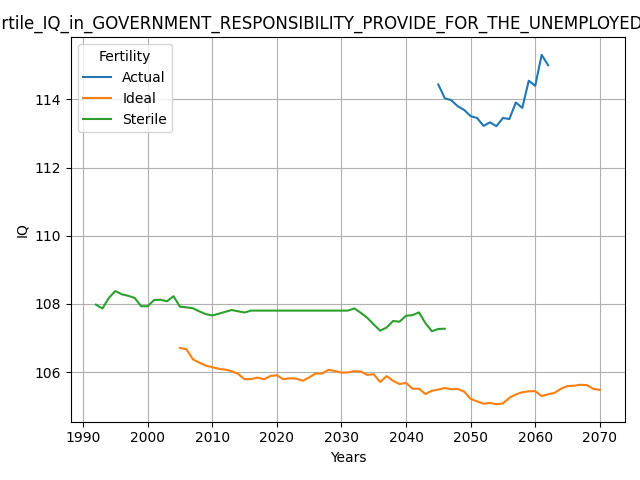 rtile_IQ_in_GOVERNMENT_RESPONSIBILITY_PROVIDE_FOR_THE_UNEMPLOYED
Fertility
Actual
Ideal
Sterile
114
112
110
108
106
IQ
1990 2000 2010 2020 2030 2040 2050 2060 2070
Years